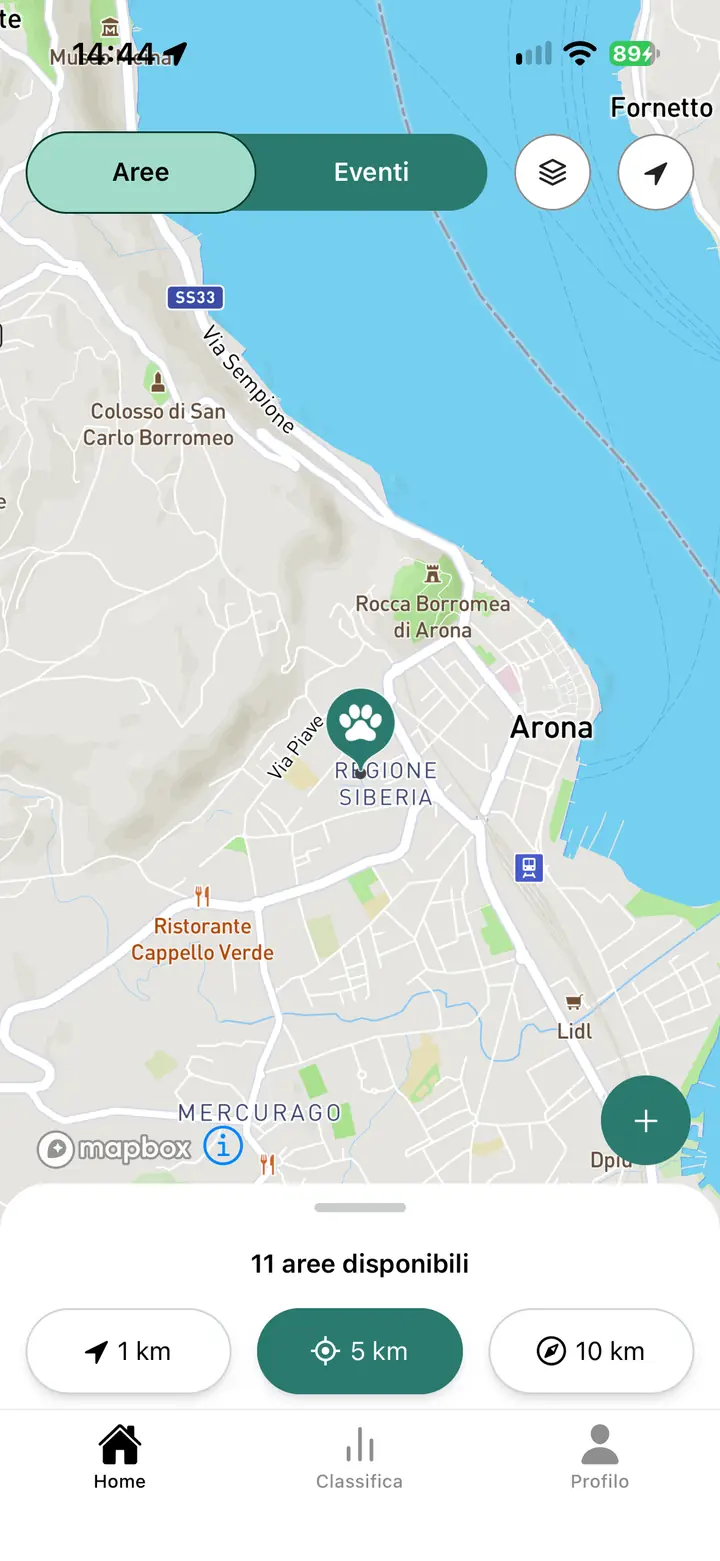 te
14:44
89
Fornetto
Aree
Eventi
SS33
Via Sempione
Colosso di San
Carlo Borromeo
e
Rocca Borromea
di Arona
Via Piave
Arona
REGIONE
SIBERIA
Ristorante
Cappello Verde
Lidl
MERCURAGO
mapbox
i
11 aree disponibili
1 km
5 km
10 km
Home
Classifica
Profilo